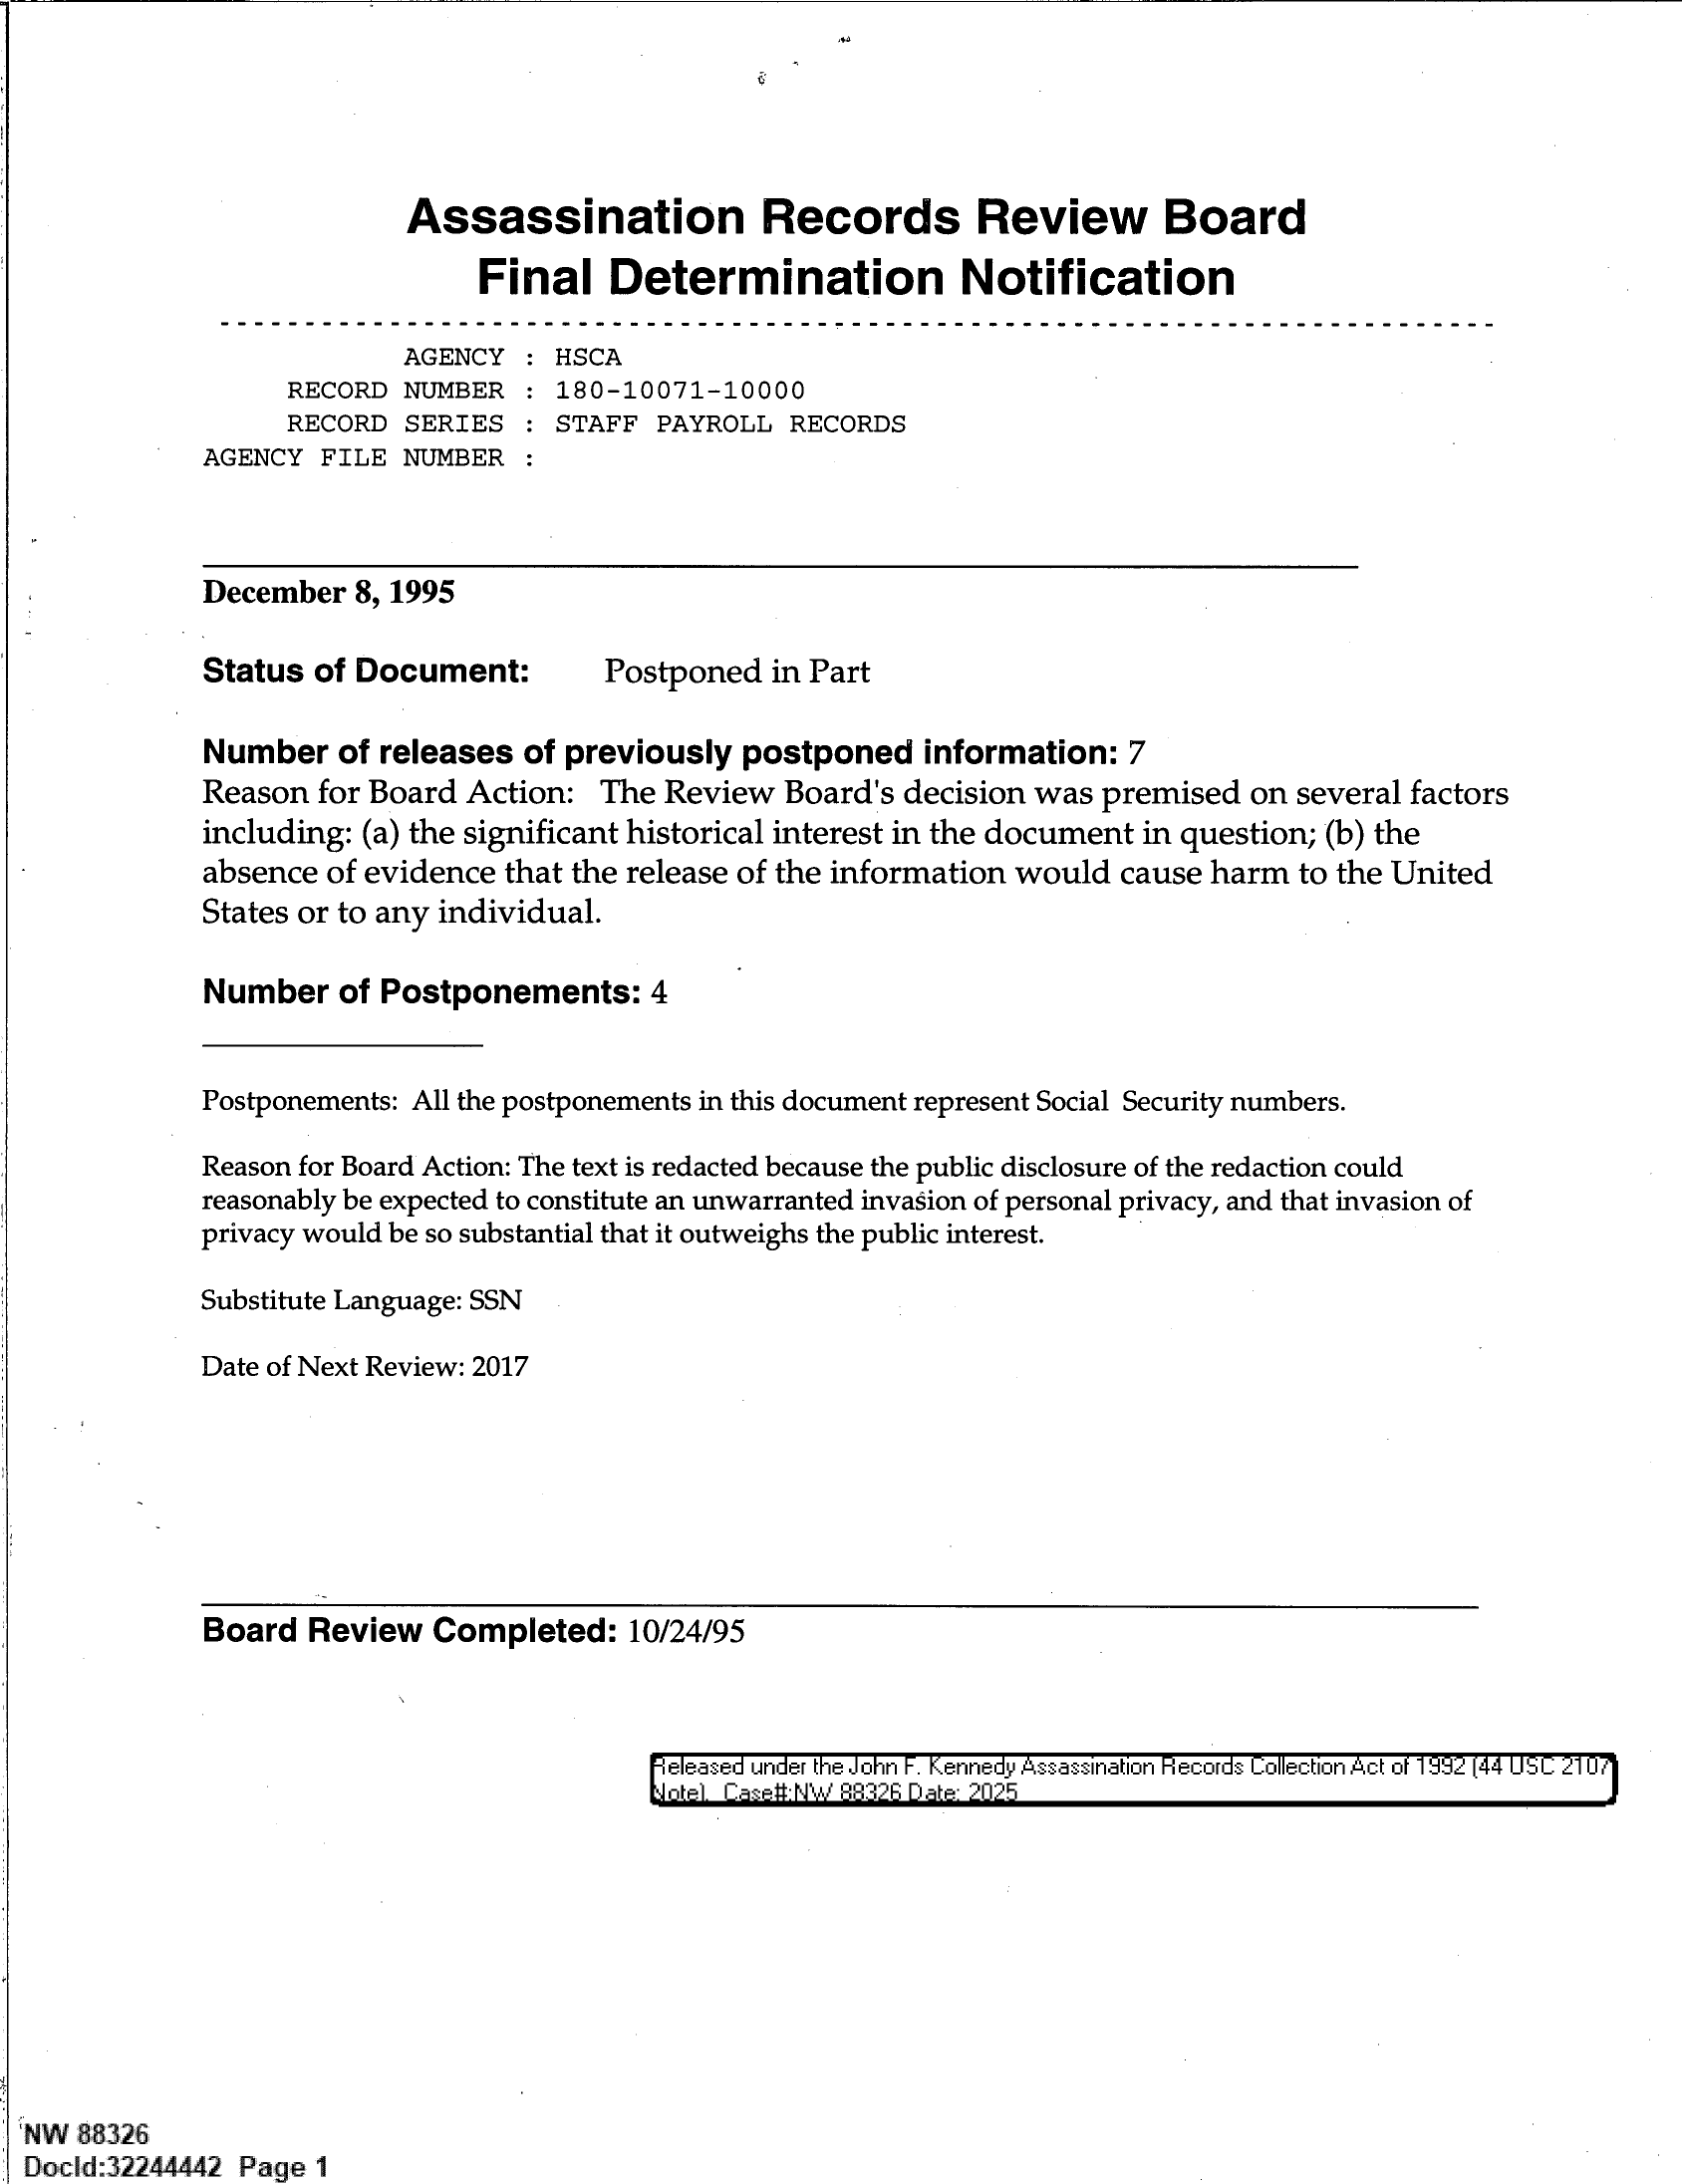 Assassination Records Review Board
Final Determination Notification
AGENCY : HSCA
RECORD NUMBER : 180-10071-10000
RECORD SERIES : STAFF PAYROLL RECORDS
AGENCY FILE NUMBER :
December 8, 1995
Status of Document: Postponed in Part
Number of releases of previously postponed information: 7
Reason for Board Action: The Review Board's decision was premised on several factors
including: (a) the significant historical interest in the document in question; (b) the
absence of evidence that the release of the information would cause harm to the United
States or to any individual.
Number of Postponements: 4
Postponements: All the postponements in this document represent Social Security numbers.
Reason for Board Action: The text is redacted because the public disclosure of the redaction could
reasonably be expected to constitute an unwarranted invasion of personal privacy, and that invasion of
privacy would be so substantial that it outweighs the public interest.
Substitute Language: SSN
Date of Next Review: 2017
Board Review Completed: 10/24/95
Released under the John F. Kennedy Assassination Records Collection Act of 1992 (44 USC 2107
Note). Case#:NW 88326 Date: 2025
NW 88326
DocId:32244442 Page 1